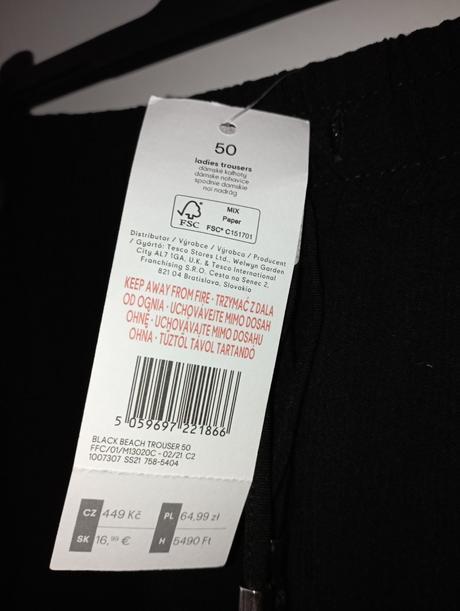 50
ladies trousers
dámské kalhoty
dámske nohavice
spodnie damskie
női nadrág
FSC
MIX
Paper
FSC® C151701
Distributor / Výrobce / Výrobca / Producent
/ Gyártó: Tesco Stores Ltd., Welwyn Garden
City AL7 1GA, U.K. & Tesco International
Franchising S.R.O. Cesta na Senec 2,
821 04 Bratislava, Slovakia
KEEP AWAY FROM FIRE · TRZYMAĆ Z DALA
OD OGNIA · UCHOVAVEJTE MIMO DOSAH
OHNĚ · UCHOVAVAJTE MIMO DOSAHU
OHŇA · TŰZTŐL TÁVOL TARTANDÓ
5 059697 221866
BLACK BEACH TROUSER 50
FFC/01/M13020C - 02/21 C2
1007307 SS21 758-5404
CZ 449 Kč PL 64,99 zł
SK 16,99 € H 5490 Ft